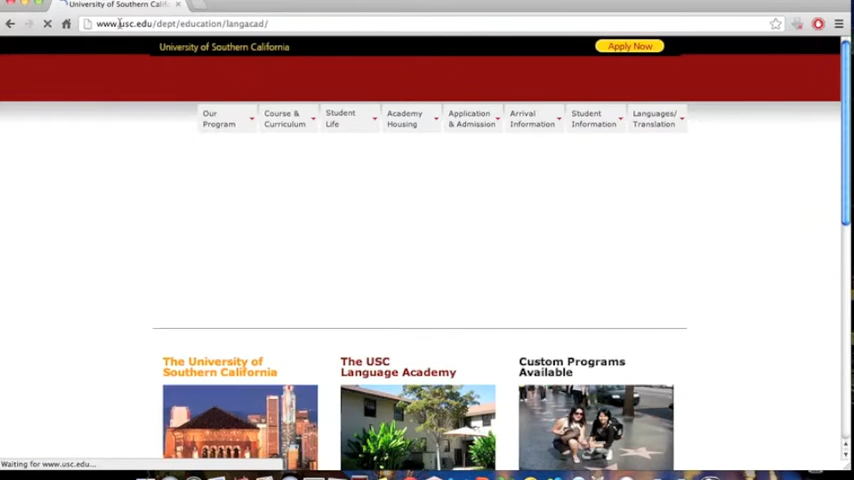 University of Southern Calif
www.usc.edu/dept/education/langacad/
University of Southern California
Apply Now
Our Program
Course & Curriculum
Student Life
Academy Housing
Application & Admission
Arrival Information
Student Information
Languages/ Translation
The University of
Southern California
The USC
Language Academy
Custom Programs
Available
Waiting for www.usc.edu...